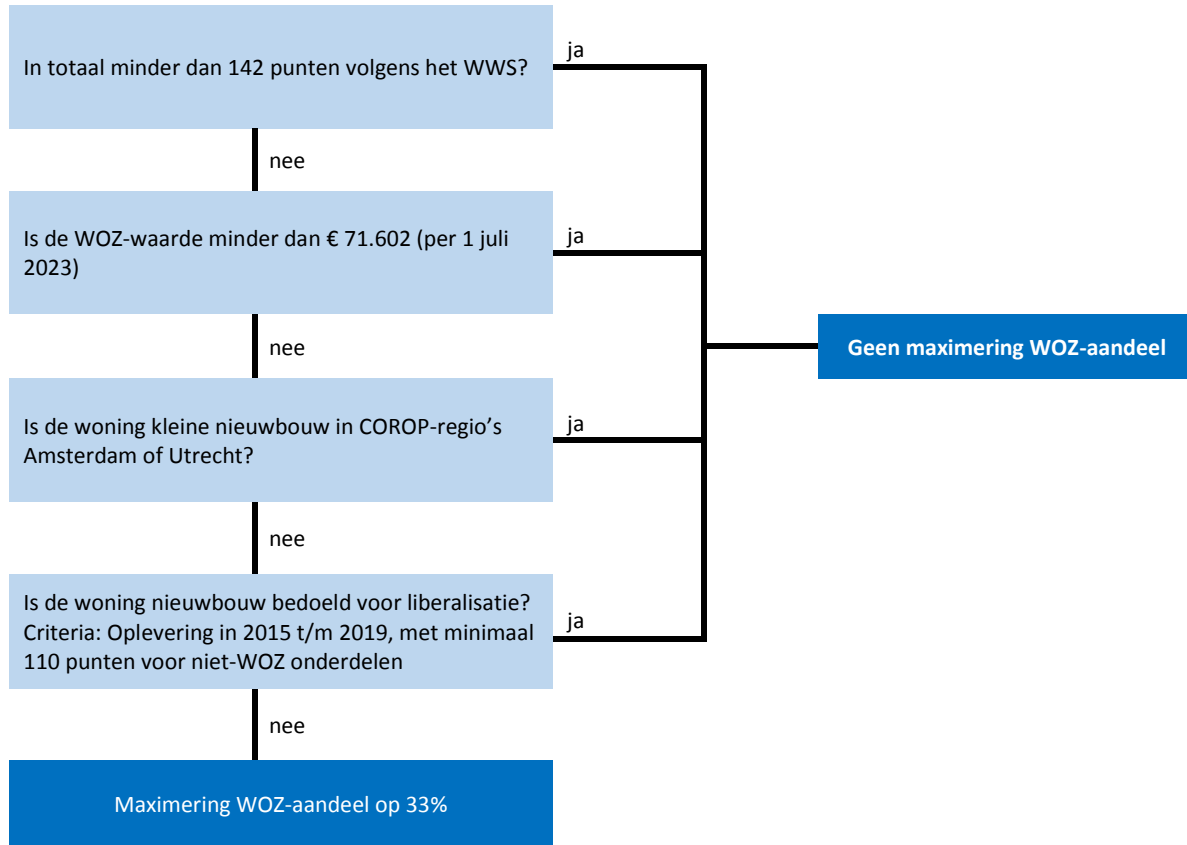 In totaal minder dan 142 punten volgens het WWS?
ja
nee
Is de WOZ-waarde minder dan € 71.602 (per 1 juli
2023)
ja
nee
Geen maximering WOZ-aandeel
Is de woning kleine nieuwbouw in COROP-regio's
Amsterdam of Utrecht?
ja
nee
Is de woning nieuwbouw bedoeld voor liberalisatie?
Criteria: Oplevering in 2015 t/m 2019, met minimaal
110 punten voor niet-WOZ onderdelen
ja
nee
Maximering WOZ-aandeel op 33%